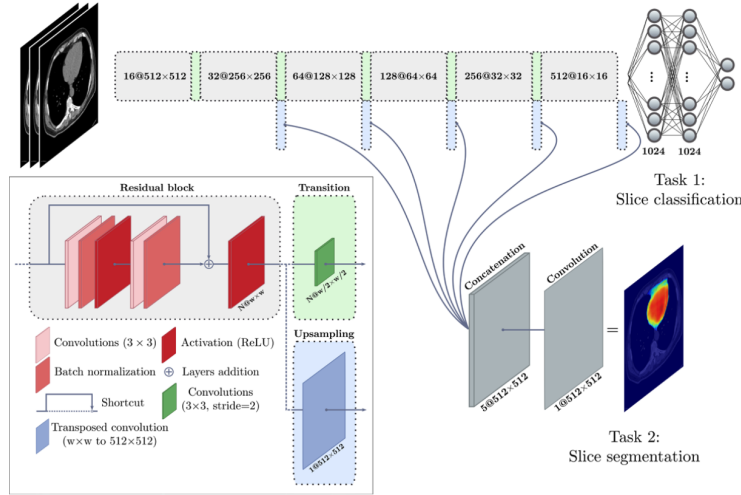 16@512×512
32@256×256
64@128×128
128@64×64
256@32×32
512@16×16
1024
1024
Task 1:
Slice classification
Residual block
Transition
N@w×w
N@w/2×w/2
Convolutions (3 × 3)
Activation (ReLU)
Batch normalization
Layers addition
Shortcut
Convolutions
(3×3, stride=2)
Transposed convolution
(w×w to 512×512)
Upsampling
1@512×512
Concatenation
Convolution
5@512×512
1@512×512
=
Task 2:
Slice segmentation